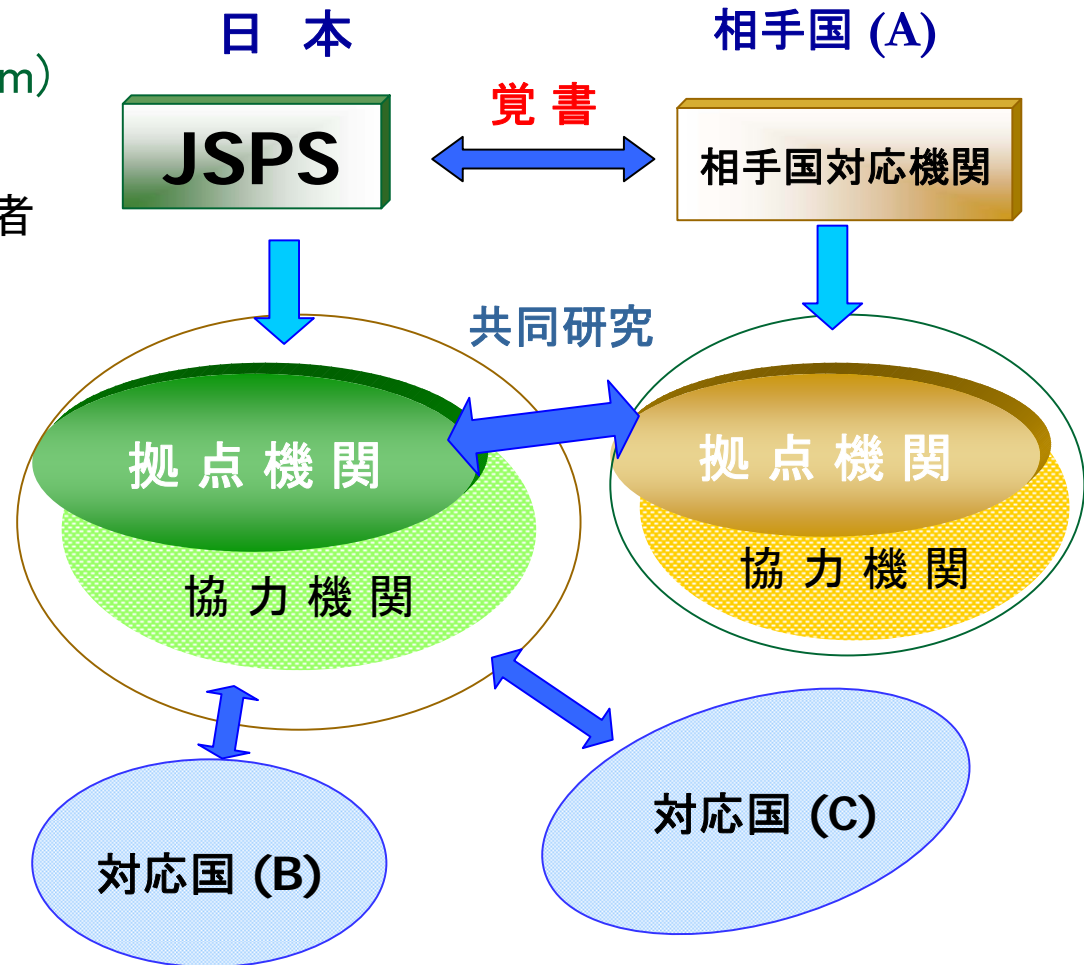 日 本
相手国 (A)
m)
覚 書
JSPS
相手国対応機関
者
共同研究
拠 点 機 関
拠 点 機 関
協 力 機 関
協 力 機 関
対応国 (C)
対応国 (B)